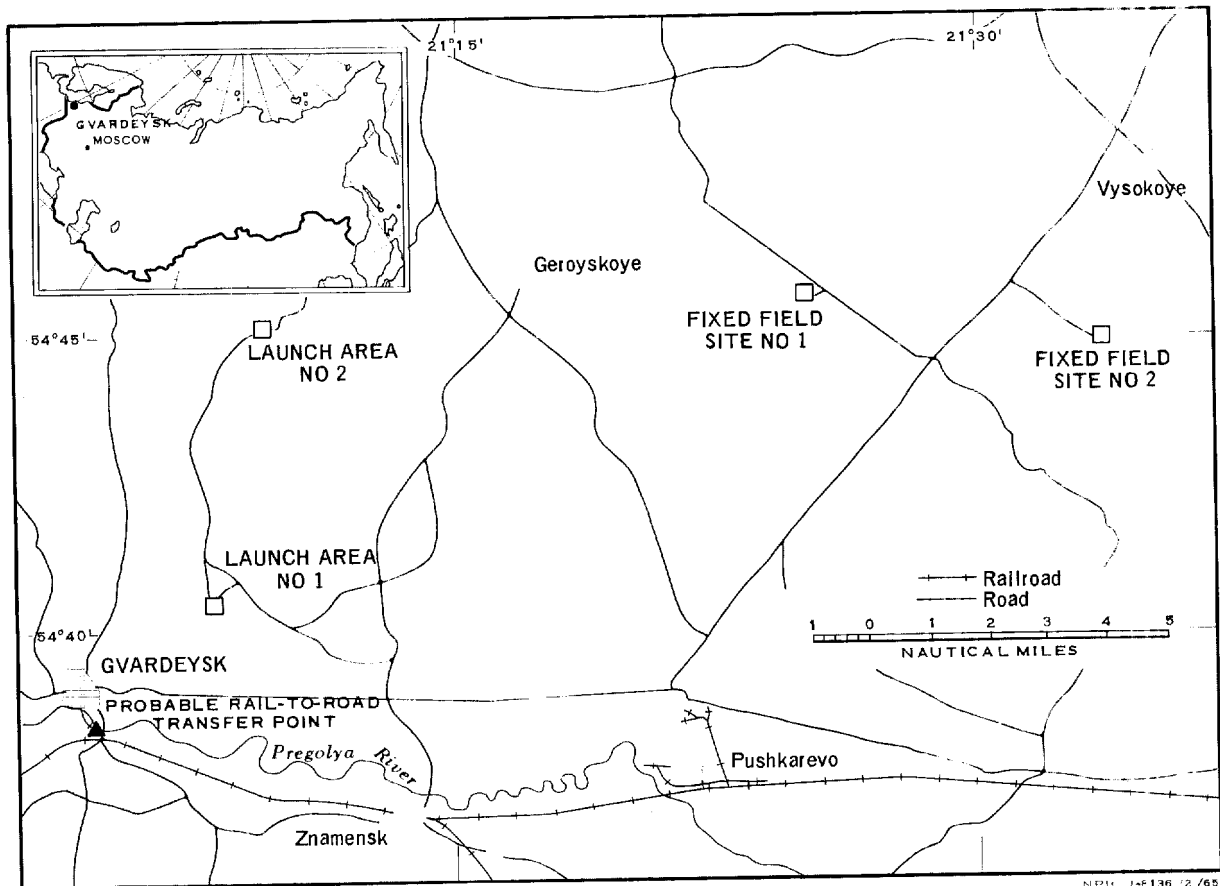 21°15'
21°30'
GVARDEYSK
MOSCOW
Vysokoye
Geroyskoye
54°45'
LAUNCH AREA
NO 2
FIXED FIELD
SITE NO 1
FIXED FIELD
SITE NO 2
LAUNCH AREA
NO 1
Railroad
Road
1 0 1 2 3 4 5
NAUTICAL MILES
54°40'
GVARDEYSK
PROBABLE RAIL-TO-ROAD
TRANSFER POINT
Pregolya River
Pushkarevo
Znamensk